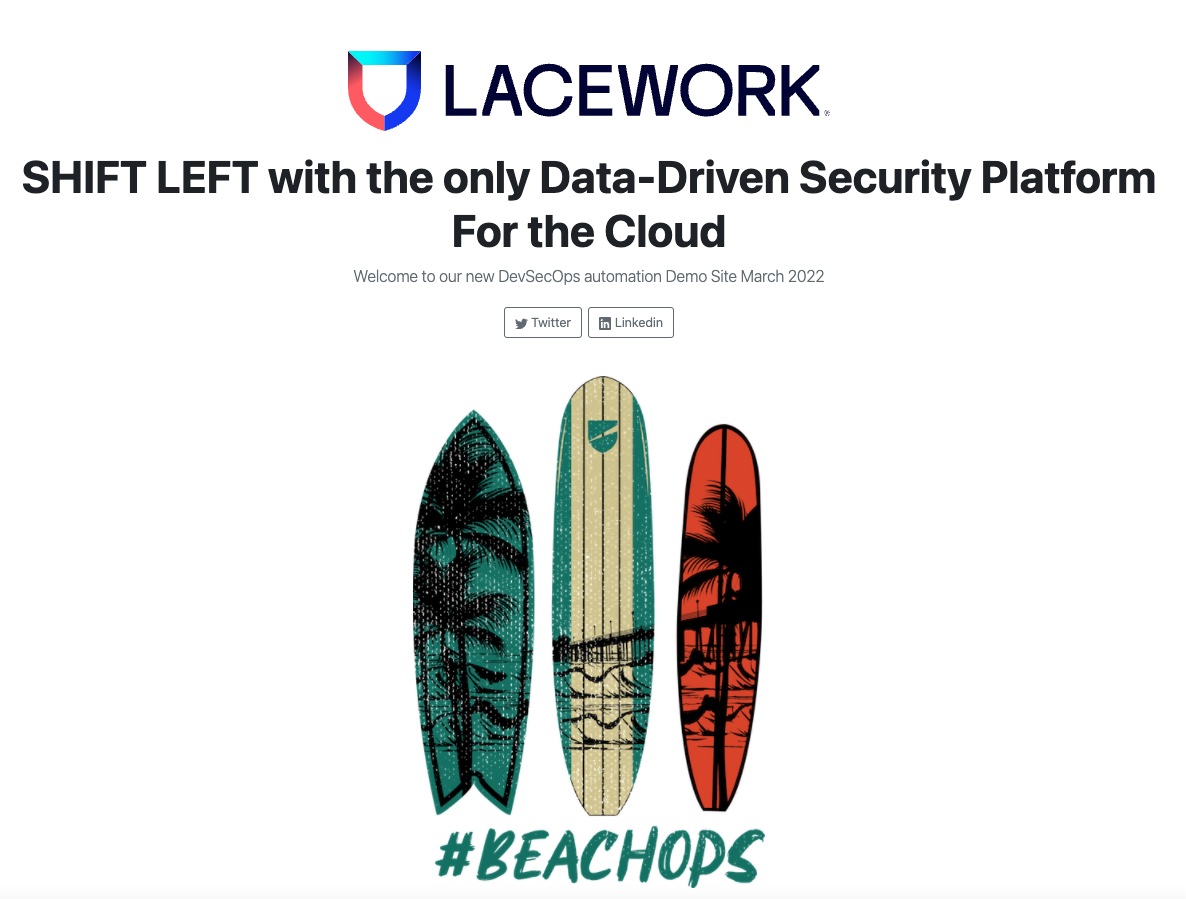 LACEWORK®
SHIFT LEFT with the only Data-Driven Security Platform
For the Cloud
Welcome to our new DevSecOps automation Demo Site March 2022
Twitter
Linkedin
#BEACHOPS